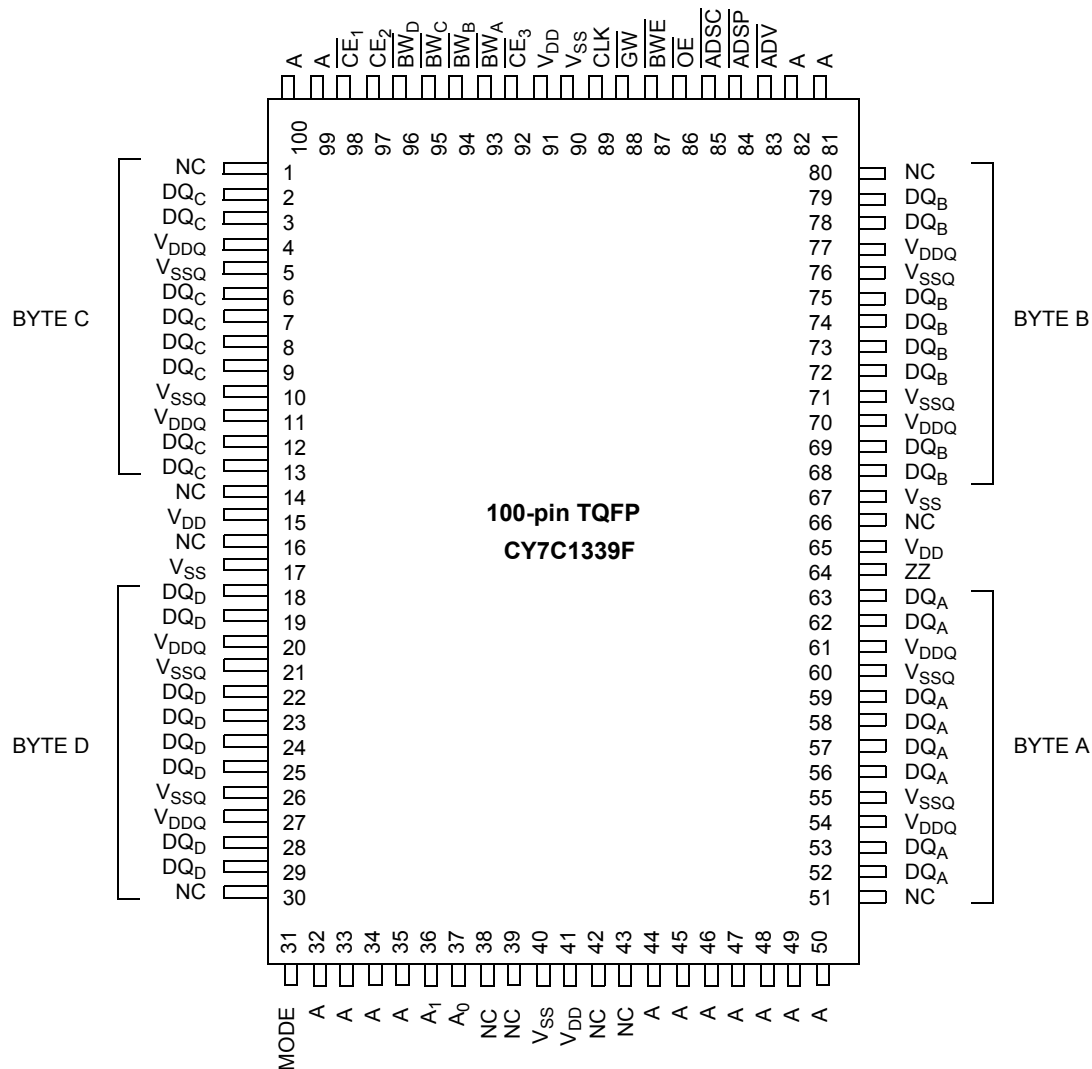 A A CE1 CE2 BWD BWC BWB BWA CE3 VDD VSS CLK GW BWE OE ADSC ADSP ADV A A
100 99 98 97 96 95 94 93 92 91 90 89 88 87 86 85 84 83 82 81
NC 1 80 NC
DQC 2 79 DQB
DQC 3 78 DQB
VDDQ 4 77 VDDQ
VSSQ 5 76 VSSQ
DQC 6 75 DQB
BYTE C DQC 7 74 DQB BYTE B
DQC 8 73 DQB
DQC 9 72 DQB
VSSQ 10 71 VSSQ
VDDQ 11 70 VDDQ
DQC 12 69 DQB
DQC 13 68 DQB
NC 14 67 VSS
VDD 15 66 NC
100-pin TQFP
NC 16 65 VDD
CY7C1339F
VSS 17 64 ZZ
DQD 18 63 DQA
DQD 19 62 DQA
VDDQ 20 61 VDDQ
VSSQ 21 60 VSSQ
DQD 22 59 DQA
DQD 23 58 DQA
BYTE D DQD 24 57 DQA BYTE A
DQD 25 56 DQA
VSSQ 26 55 VSSQ
VDDQ 27 54 VDDQ
DQD 28 53 DQA
DQD 29 52 DQA
NC 30 51 NC
31 32 33 34 35 36 37 38 39 40 41 42 43 44 45 46 47 48 49 50
MODE A A A A A1 A0 NC NC VSS VDD NC NC A A A A A A A